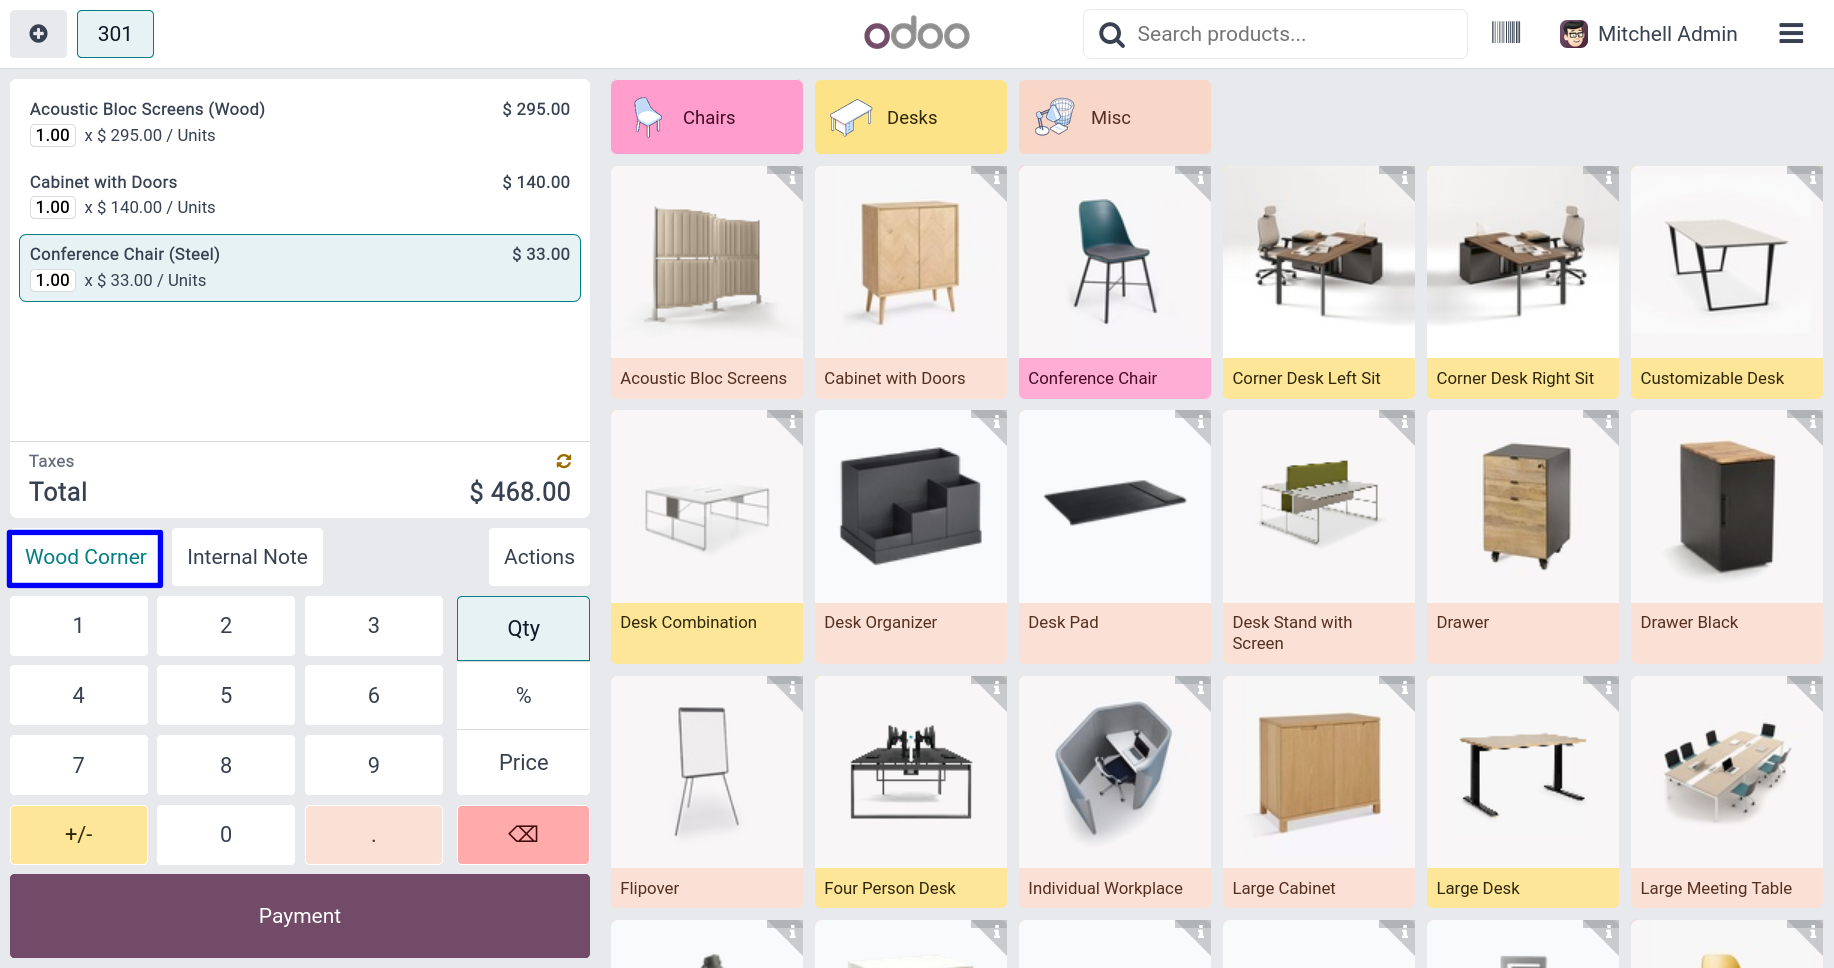 301
odoo
Search products...
Mitchell Admin
Acoustic Bloc Screens (Wood)
$ 295.00
1.00 x $ 295.00 / Units
Cabinet with Doors
$ 140.00
1.00 x $ 140.00 / Units
Conference Chair (Steel)
$ 33.00
1.00 x $ 33.00 / Units
Taxes
Total
$ 468.00
Wood Corner
Internal Note
Actions
1
2
3
Qty
4
5
6
%
7
8
9
Price
+/-
0
.
⌫
Payment
Chairs
Desks
Misc
Acoustic Bloc Screens
Cabinet with Doors
Conference Chair
Corner Desk Left Sit
Corner Desk Right Sit
Customizable Desk
Desk Combination
Desk Organizer
Desk Pad
Desk Stand with
Screen
Drawer
Drawer Black
Flipover
Four Person Desk
Individual Workplace
Large Cabinet
Large Desk
Large Meeting Table